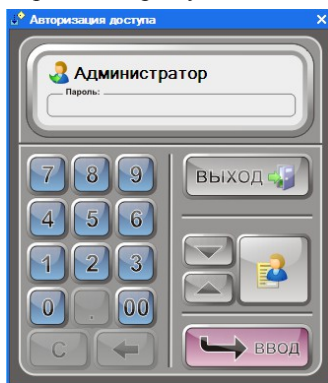 Авторизация доступа
Администратор
Пароль:
7 8 9
ВЫХОД
4 5 6
1 2 3
0 . 00
C
ВВОД